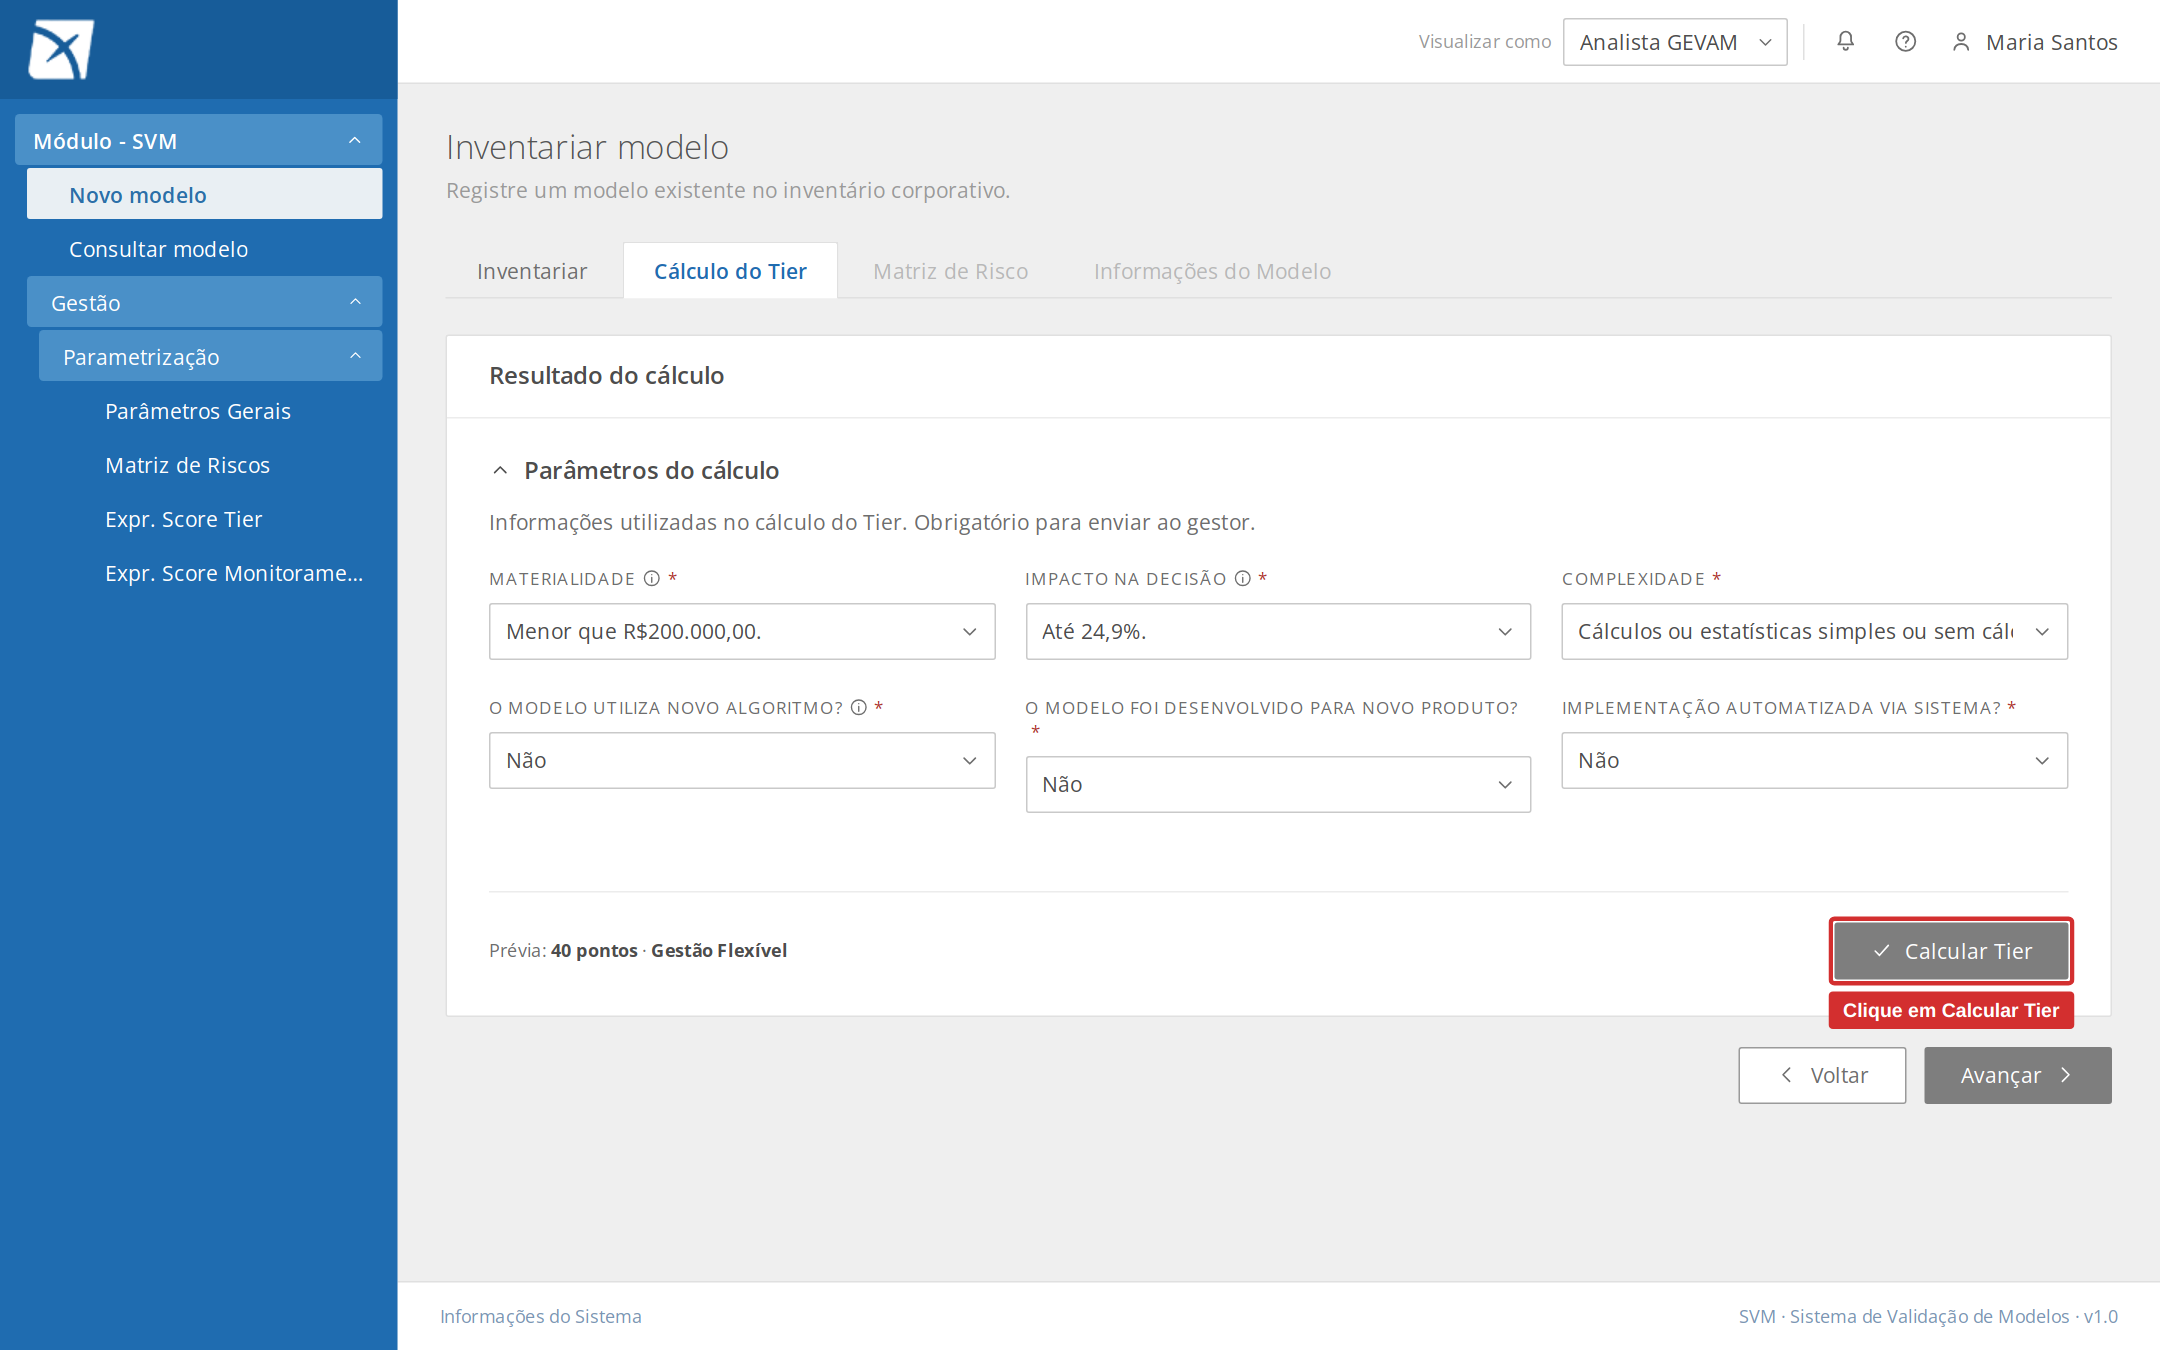 Visualizar como
Analista GEVAM
Maria Santos
Módulo - SVM
Novo modelo
Consultar modelo
Gestão
Parametrização
Parâmetros Gerais
Matriz de Riscos
Expr. Score Tier
Expr. Score Monitorame...
Inventariar modelo
Registre um modelo existente no inventário corporativo.
Inventariar
Cálculo do Tier
Matriz de Risco
Informações do Modelo
Resultado do cálculo
Parâmetros do cálculo
Informações utilizadas no cálculo do Tier. Obrigatório para enviar ao gestor.
MATERIALIDADE *
Menor que R$200.000,00.
IMPACTO NA DECISÃO *
Até 24,9%.
COMPLEXIDADE *
Cálculos ou estatísticas simples ou sem
O MODELO UTILIZA NOVO ALGORITMO? *
Não
O MODELO FOI DESENVOLVIDO PARA NOVO PRODUTO?
*
Não
IMPLEMENTAÇÃO AUTOMATIZADA VIA SISTEMA? *
Não
Prévia: 40 pontos · Gestão Flexível
Calcular Tier
Clique em Calcular Tier
Voltar
Avançar
Informações do Sistema
SVM · Sistema de Validação de Modelos · v1.0